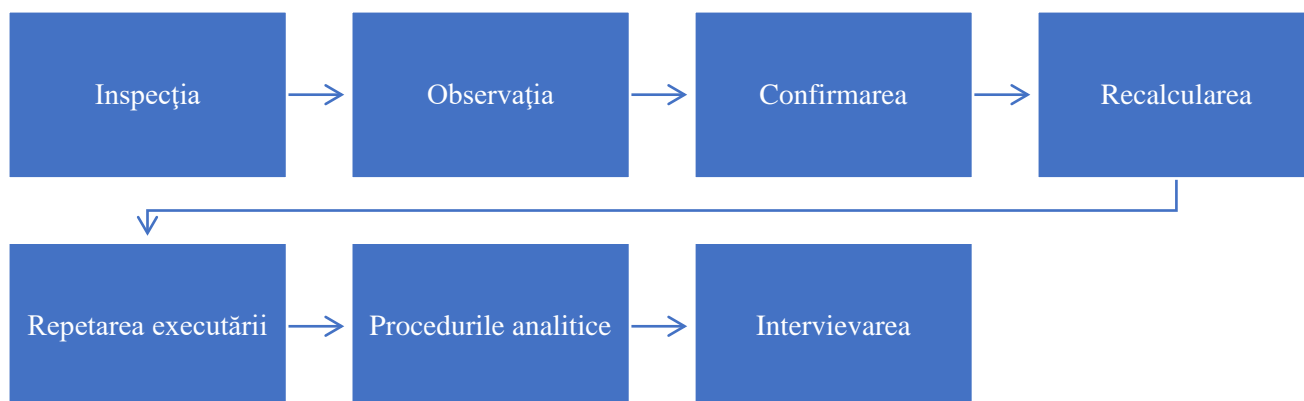 Inspecţia
Observaţia
Confirmarea
Recalcularea
Repetarea executării
Procedurile analitice
Intervievarea